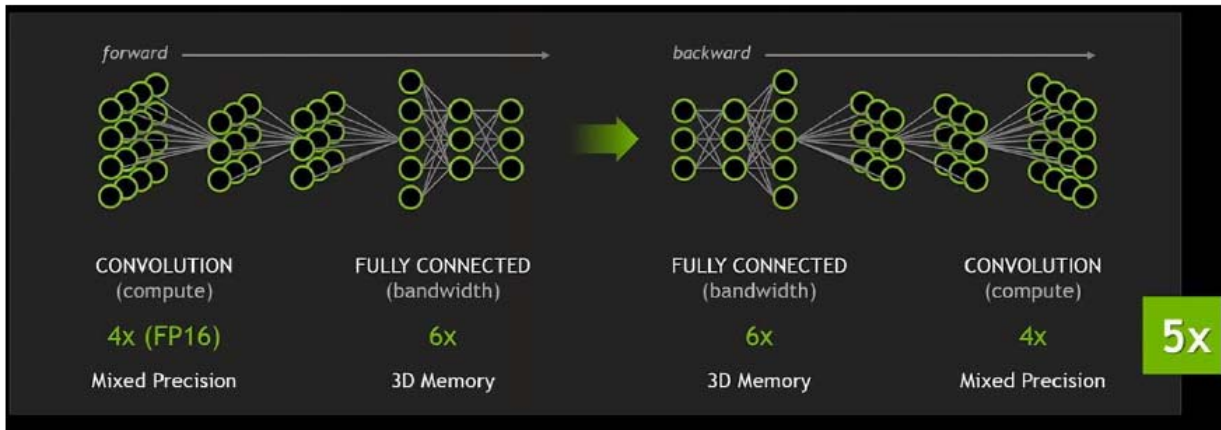 forward
backward
CONVOLUTION
(compute)
4x (FP16)
Mixed Precision
FULLY CONNECTED
(bandwidth)
6x
3D Memory
FULLY CONNECTED
(bandwidth)
6x
3D Memory
CONVOLUTION
(compute)
4x
Mixed Precision
5x